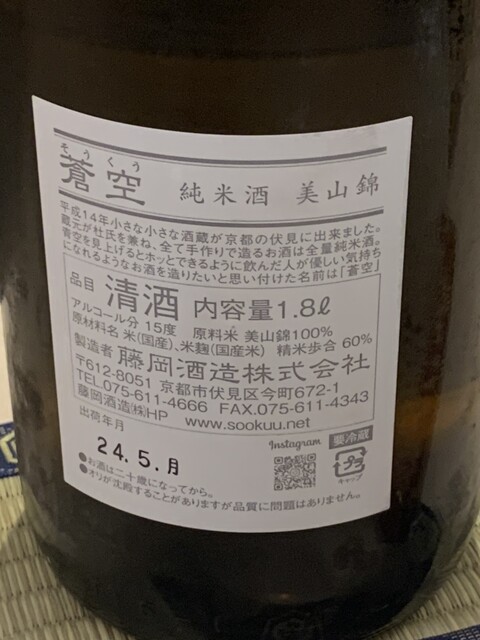 そうくう
蒼空 純米酒 美山錦
平成14年小さな小さな酒蔵が京都の伏見に出来ました。
蔵元が杜氏を兼ね、全て手作りで造るお酒は全量純米酒。
青空を見上げるとホッとできるように飲んだ人が優しい気持ち
になれるようなお酒を造りたいと思い付けた名前は「蒼空」
品目 清酒 内容量1.8ℓ
アルコール分 15度 原料米 美山錦100%
原材料名 米(国産)、米麹(国産米) 精米歩合 60%
製造者 藤岡酒造株式会社
〒612-8051 京都市伏見区今町672-1
TEL.075-611-4666 FAX.075-611-4343
藤岡酒造㈱HP www.sookuu.net
出荷年月
24.5.月
Instagram
要冷蔵
プラ
キャップ
●お酒は二十歳になってから。
●オリが沈殿することがありますが品質に問題はありません。